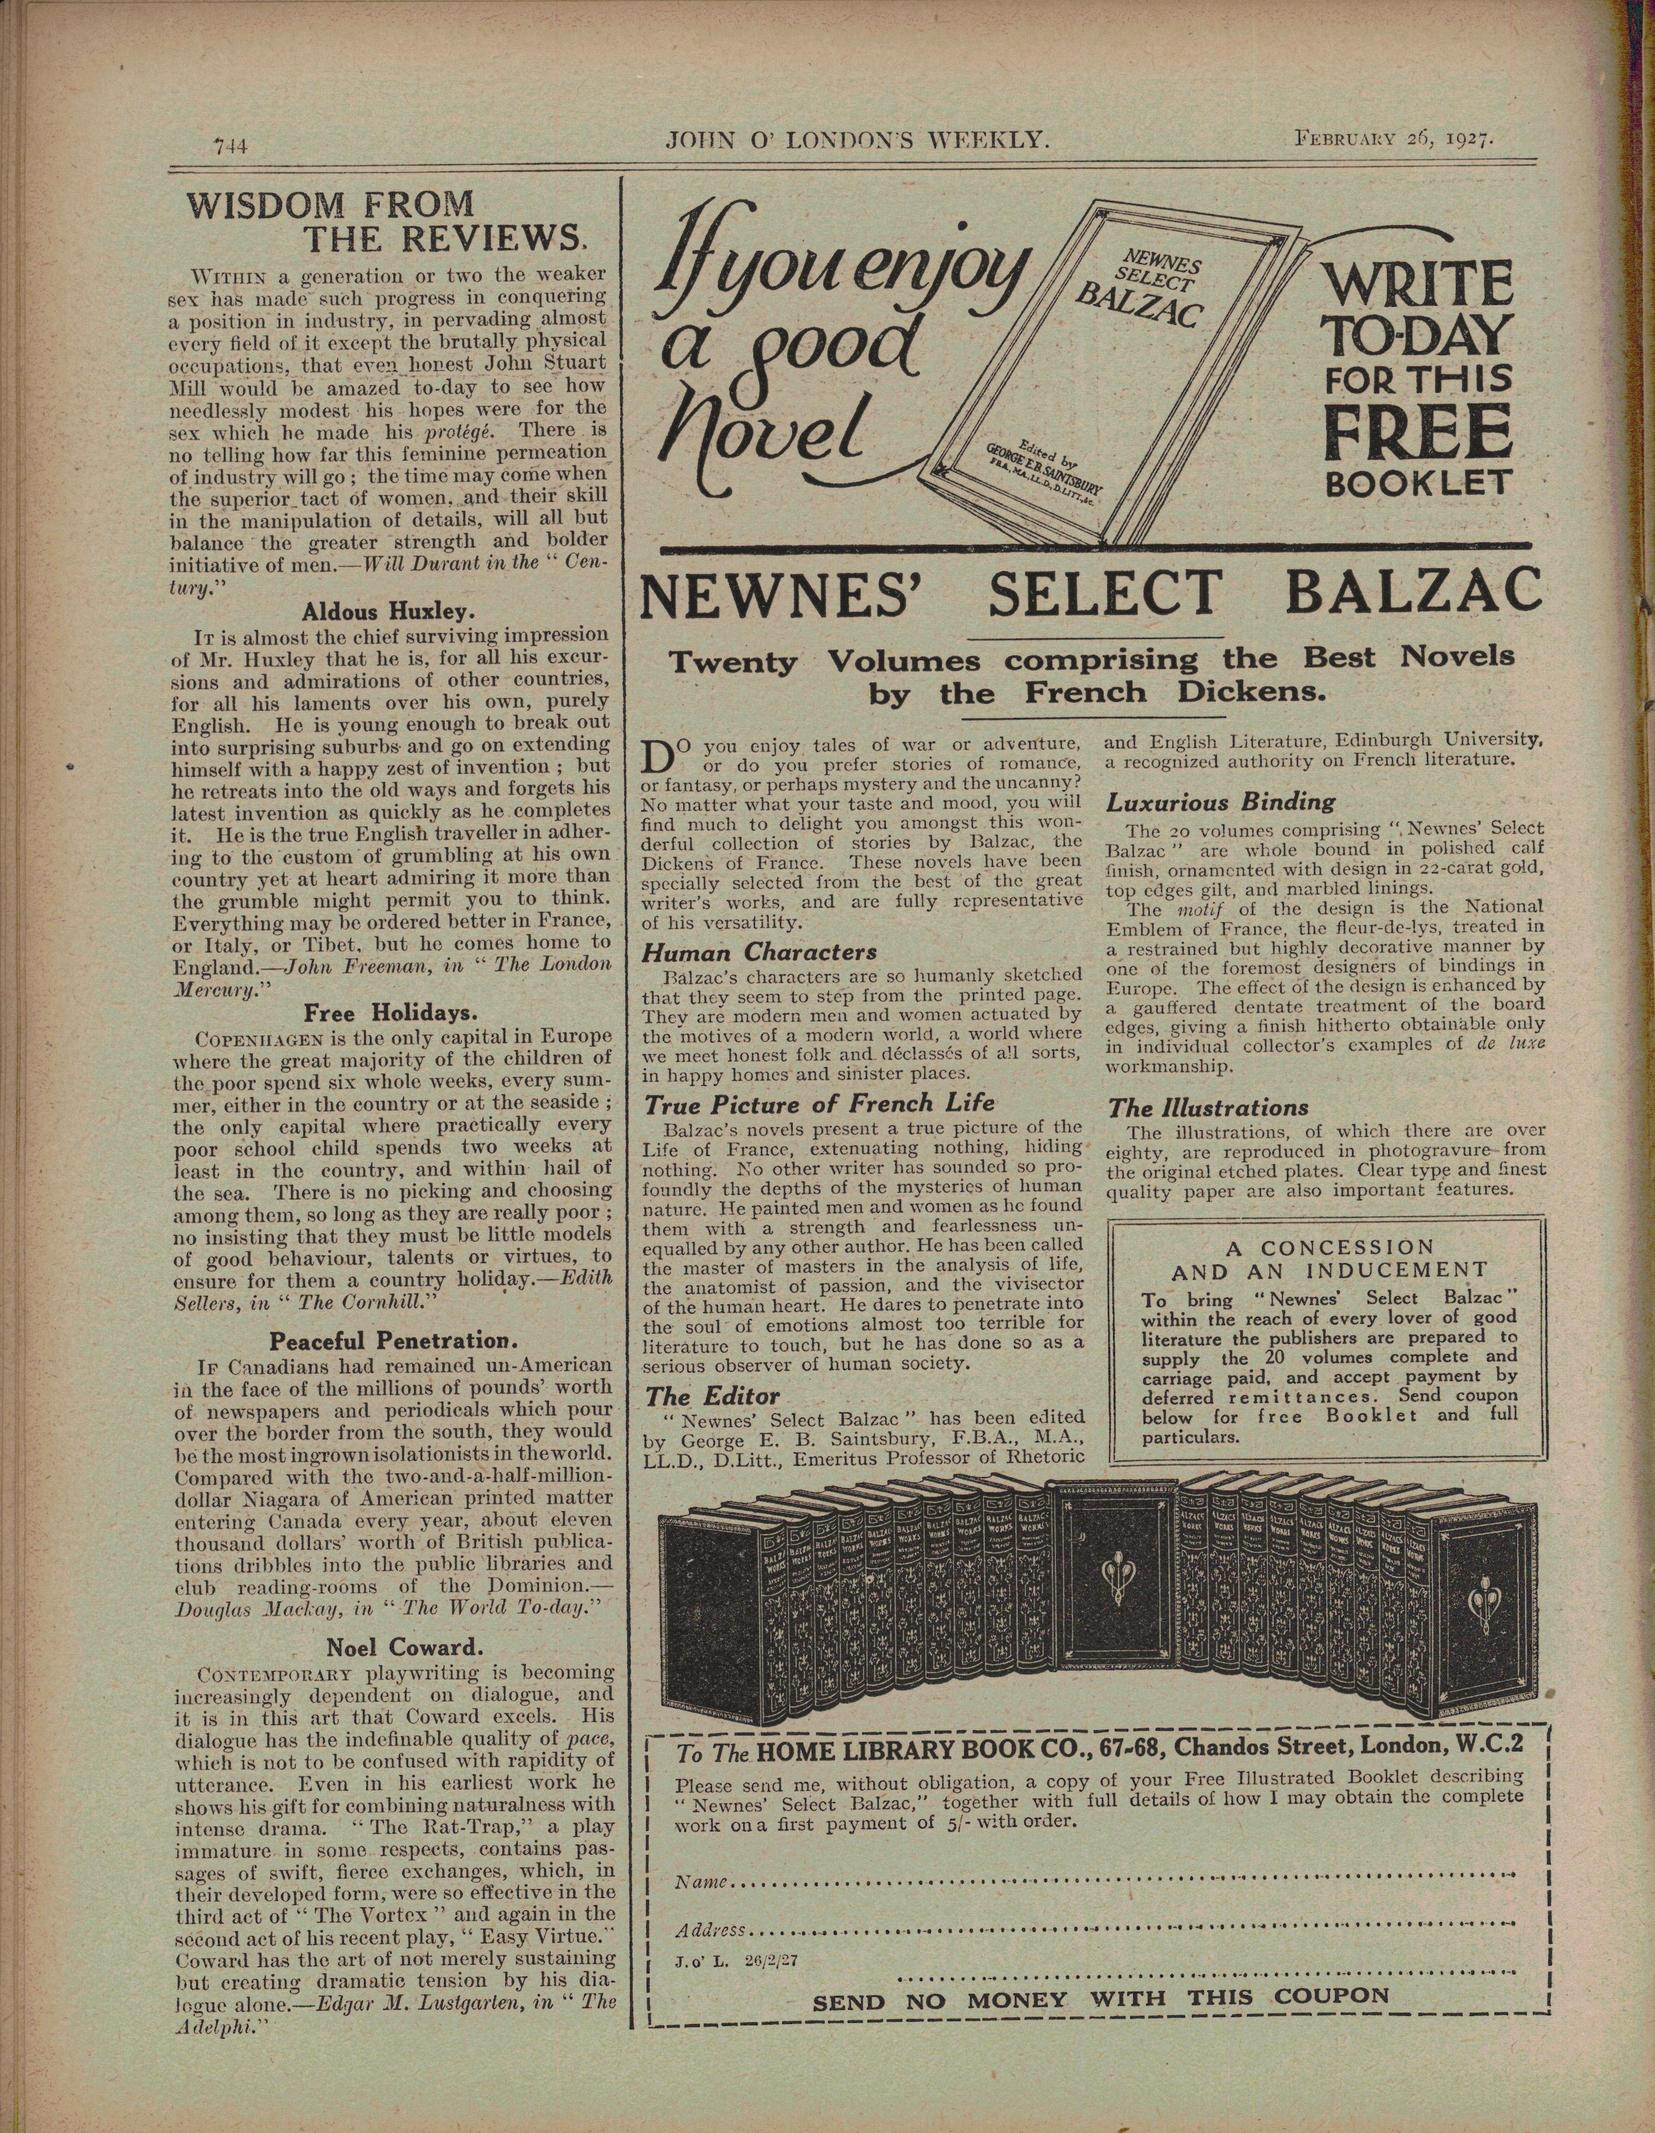 744
JOHN O' LONDON'S WEEKLY.
FEBRUARY 26, 1927.
WISDOM FROM
THE REVIEWS.
WITHIN a generation or two the weaker
sex has made such progress in conquering
a position in industry, in pervading almost
every field of it except the brutally physical
occupations, that even honest John Stuart
Mill would be amazed to-day to see how
needlessly modest his hopes were for the
sex which he made his protégé. There is
no telling how far this feminine permeation
of industry will go; the time may come when
the superior tact of women, and their skill
in the manipulation of details, will all but
balance the greater strength and bolder
initiative of men.—Will Durant in the "Cen-
tury."
Aldous Huxley.
IT is almost the chief surviving impression
of Mr. Huxley that he is, for all his excur-
sions and admirations of other countries,
for all his laments over his own, purely
English. He is young enough to break out
into surprising suburbs and go on extending
himself with a happy zest of invention; but
he retreats into the old ways and forgets his
latest invention as quickly as he completes
it. He is the true English traveller in adher-
ing to the custom of grumbling at his own
country yet at heart admiring it more than
the grumble might permit you to think.
Everything may be ordered better in France,
or Italy, or Tibet, but he comes home to
England.—John Freeman, in "The London
Mercury."
Free Holidays.
COPENHAGEN is the only capital in Europe
where the great majority of the children of
the poor spend six whole weeks, every sum-
mer, either in the country or at the seaside;
the only capital where practically every
poor school child spends two weeks at
least in the country, and within hail of
the sea. There is no picking and choosing
among them, so long as they are really poor;
no insisting that they must be little models
of good behaviour, talents or virtues, to
ensure for them a country holiday.—Edith
Sellers, in "The Cornhill."
Peaceful Penetration.
IF Canadians had remained un-American
in the face of the millions of pounds' worth
of newspapers and periodicals which pour
over the border from the south, they would
be the most ingrown isolationists in the world.
Compared with the two-and-a-half-million-
dollar Niagara of American printed matter
entering Canada every year, about eleven
thousand dollars' worth of British publica-
tions dribbles into the public libraries and
club reading-rooms of the Dominion.—
Douglas Mackay, in "The World To-day."
Noel Coward.
CONTEMPORARY playwriting is becoming
increasingly dependent on dialogue, and
it is in this art that Coward excels. His
dialogue has the indefinable quality of pace,
which is not to be confused with rapidity of
utterance. Even in his earliest work he
shows his gift for combining naturalness with
intense drama. "The Rat-Trap," a play
immature in some respects, contains pas-
sages of swift, fierce exchanges, which, in
their developed form, were so effective in the
third act of "The Vortex" and again in the
second act of his recent play, "Easy Virtue."
Coward has the art of not merely sustaining
but creating dramatic tension by his dia-
logue alone.—Edgar M. Lustgarten, in "The
Adelphi."
If you enjoy
a good
Novel
NEWNES
SELECT
BALZAC
Edited by
GEORGE E.B. SAINTSBURY
F.B.A., M.A., LL.D., D.LITT., &c.
WRITE
TO-DAY
FOR THIS
FREE
BOOKLET
NEWNES' SELECT BALZAC
Twenty Volumes comprising the Best Novels
by the French Dickens.
DO you enjoy tales of war or adventure,
or do you prefer stories of romance,
or fantasy, or perhaps mystery and the uncanny?
No matter what your taste and mood, you will
find much to delight you amongst this won-
derful collection of stories by Balzac, the
Dickens of France. These novels have been
specially selected from the best of the great
writer's works, and are fully representative
of his versatility.
Human Characters
Balzac's characters are so humanly sketched
that they seem to step from the printed page.
They are modern men and women actuated by
the motives of a modern world, a world where
we meet honest folk and déclassés of all sorts,
in happy homes and sinister places.
True Picture of French Life
Balzac's novels present a true picture of the
Life of France, extenuating nothing, hiding
nothing. No other writer has sounded so pro-
foundly the depths of the mysteries of human
nature. He painted men and women as he found
them with a strength and fearlessness un-
equalled by any other author. He has been called
the master of masters in the analysis of life,
the anatomist of passion, and the vivisector
of the human heart. He dares to penetrate into
the soul of emotions almost too terrible for
literature to touch, but he has done so as a
serious observer of human society.
The Editor
"Newnes' Select Balzac" has been edited
by George E. B. Saintsbury, F.B.A., M.A.,
LL.D., D.Litt., Emeritus Professor of Rhetoric
and English Literature, Edinburgh University,
a recognized authority on French literature.
Luxurious Binding
The 20 volumes comprising "Newnes' Select
Balzac" are whole bound in polished calf
finish, ornamented with design in 22-carat gold,
top edges gilt, and marbled linings.
The motif of the design is the National
Emblem of France, the fleur-de-lys, treated in
a restrained but highly decorative manner by
one of the foremost designers of bindings in
Europe. The effect of the design is enhanced by
a gauffered dentate treatment of the board
edges, giving a finish hitherto obtainable only
in individual collector's examples of de luxe
workmanship.
The Illustrations
The illustrations, of which there are over
eighty, are reproduced in photogravure from
the original etched plates. Clear type and finest
quality paper are also important features.
A CONCESSION
AND AN INDUCEMENT
To bring "Newnes' Select Balzac"
within the reach of every lover of good
literature the publishers are prepared to
supply the 20 volumes complete and
carriage paid, and accept payment by
deferred remittances. Send coupon
below for free Booklet and full
particulars.
To The HOME LIBRARY BOOK CO., 67-68, Chandos Street, London, W.C.2
Please send me, without obligation, a copy of your Free Illustrated Booklet describing
"Newnes' Select Balzac," together with full details of how I may obtain the complete
work on a first payment of 5/- with order.
Name
Address
J.o' L. 26/2/27
SEND NO MONEY WITH THIS COUPON